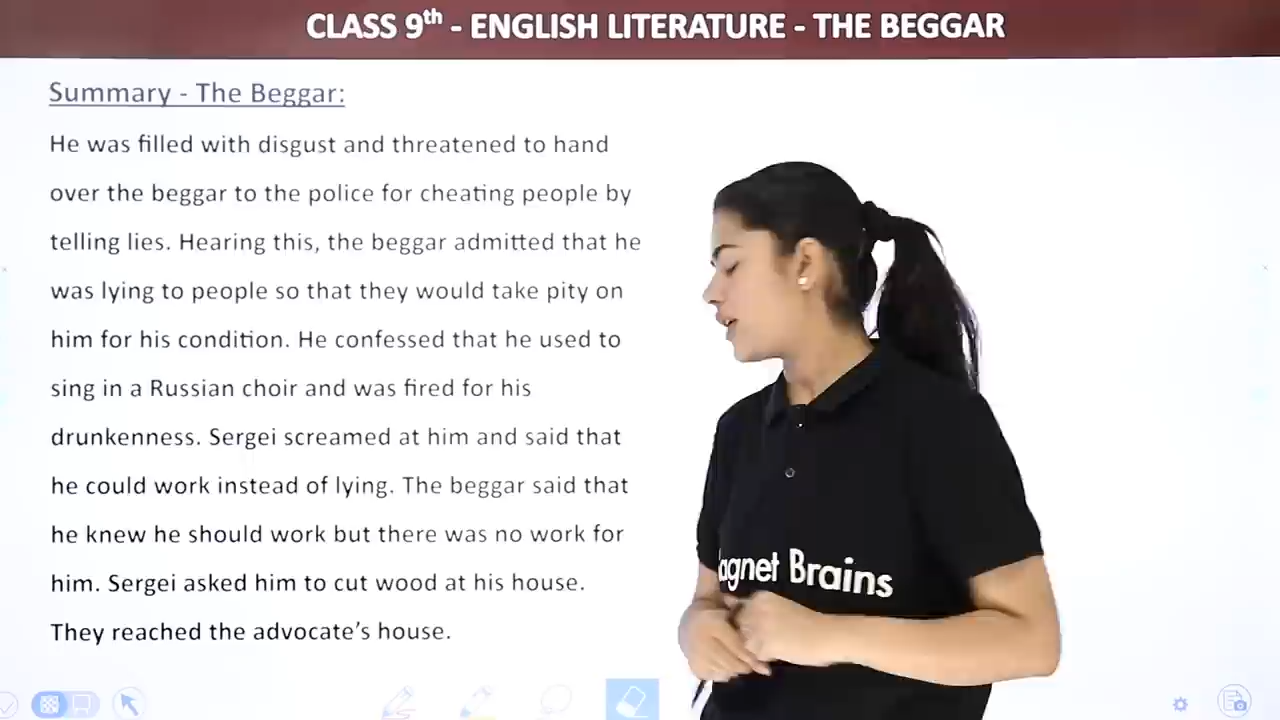 CLASS 9th - ENGLISH LITERATURE - THE BEGGAR
Summary - The Beggar:
He was filled with disgust and threatened to hand
over the beggar to the police for cheating people by
telling lies. Hearing this, the beggar admitted that he
was lying to people so that they would take pity on
him for his condition. He confessed that he used to
sing in a Russian choir and was fired for his
drunkenness. Sergei screamed at him and said that
he could work instead of lying. The beggar said that
he knew he should work but there was no work for
him. Sergei asked him to cut wood at his house.
They reached the advocate’s house.
agnet Brains